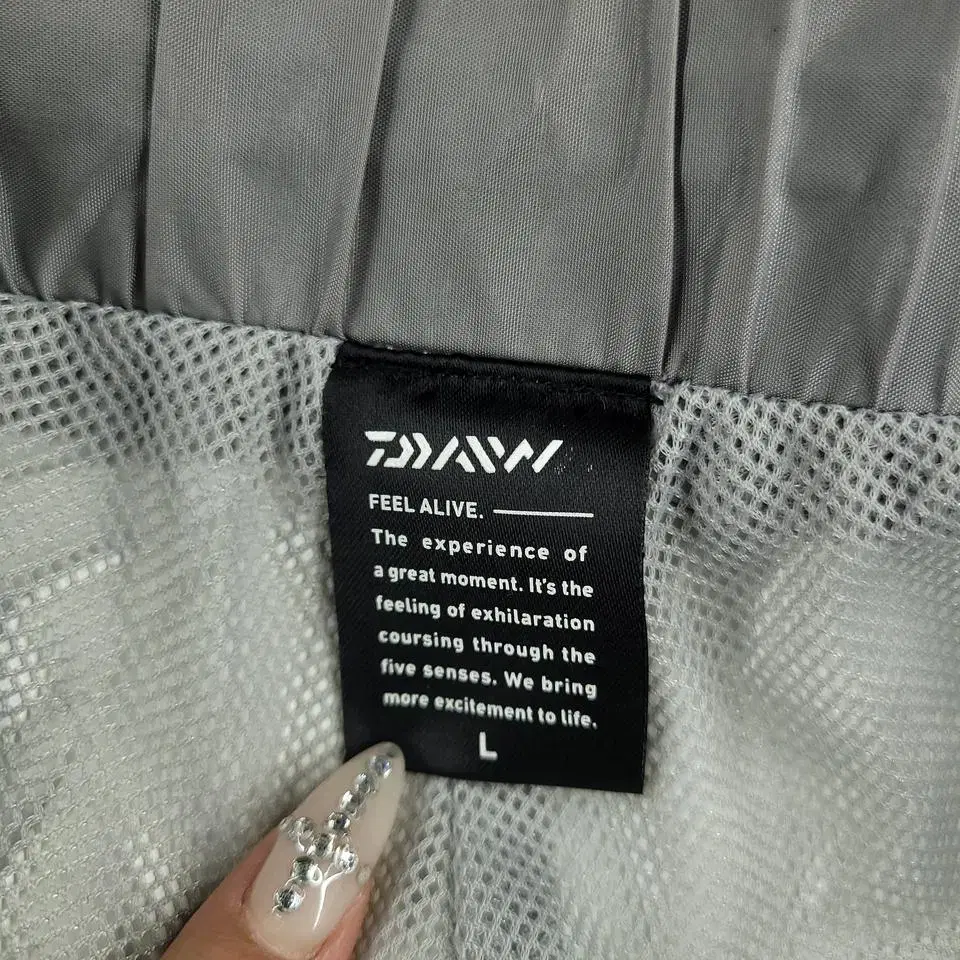 DAIW
FEEL ALIVE.
The experience of
a great moment. It's the
feeling of exhilaration
coursing through the
five senses. We bring
more excitement to life.
L